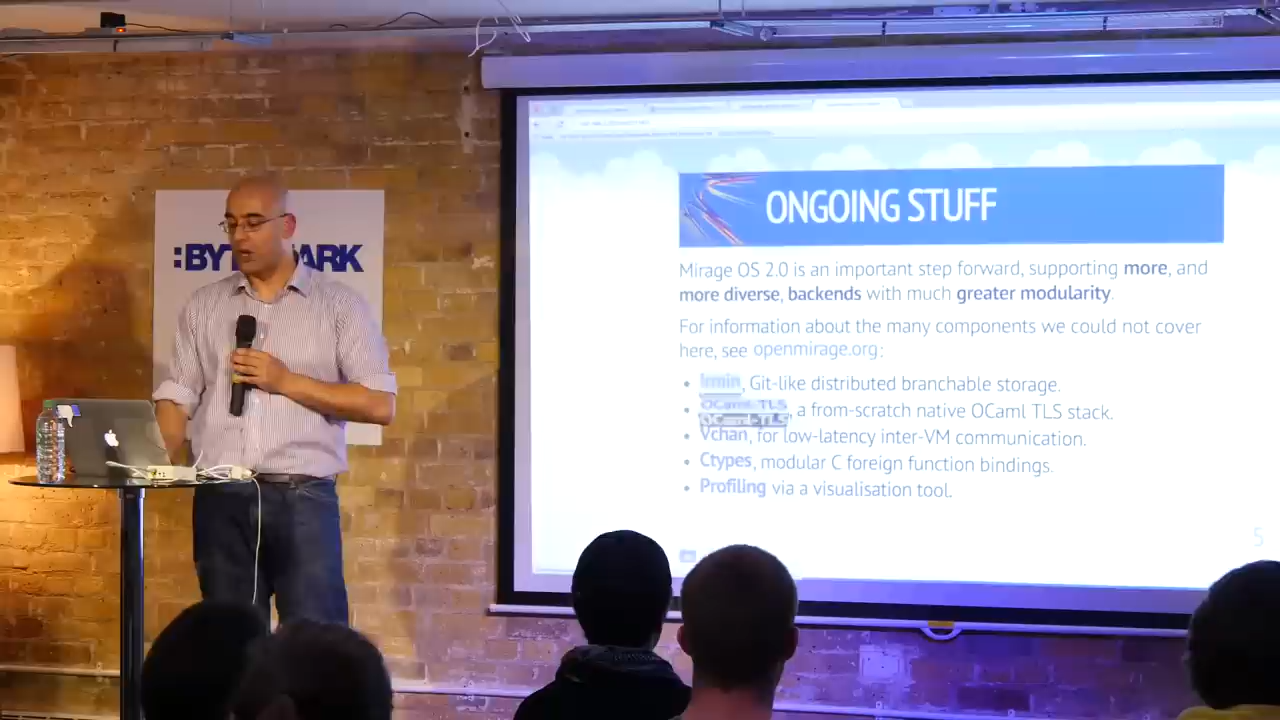 :BYT ARK
ONGOING STUFF
Mirage OS 2.0 is an important step forward, supporting more, and
more diverse, backends with much greater modularity.
For information about the many components we could not cover
here, see openmirage.org:
• Irmin, Git-like distributed branchable storage.
• OCaml-TLS, a from-scratch native OCaml TLS stack.
• Vchan, for low-latency inter-VM communication.
• Ctypes, modular C foreign function bindings.
• Profiling via a visualisation tool.
5